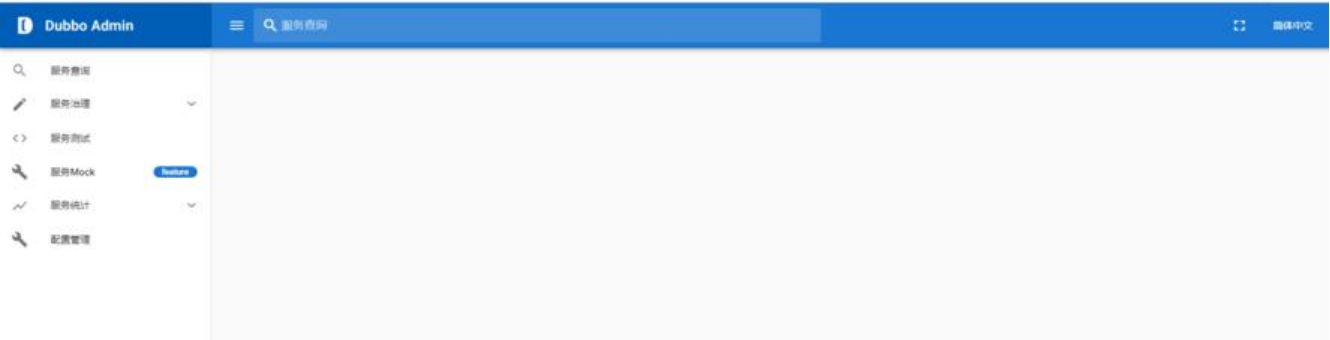 Dubbo Admin
服务查询
简体中文
服务查询
服务治理
服务测试
服务Mock
feature
服务统计
配置管理